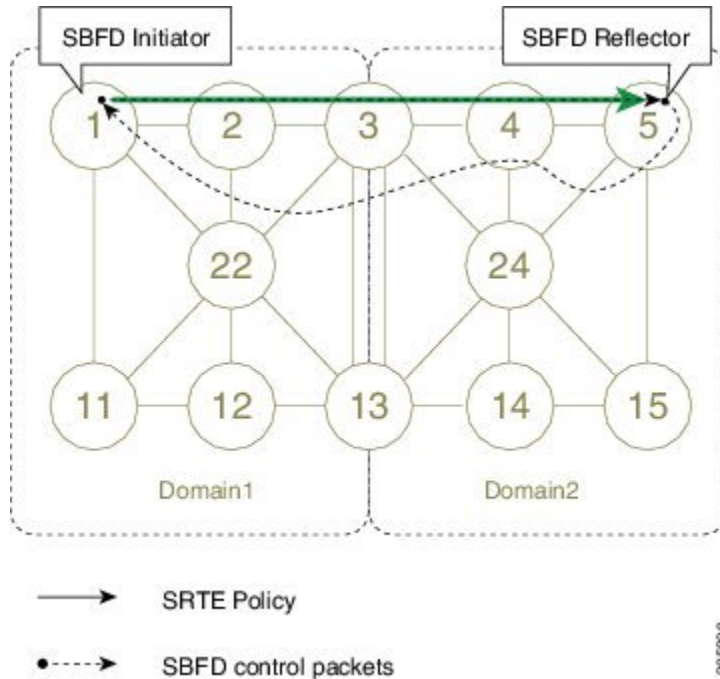 SBFD Initiator
SBFD Reflector
1 2 3 4 5
22 24
11 12 13 14 15
Domain1 Domain2
SRTE Policy
SBFD control packets